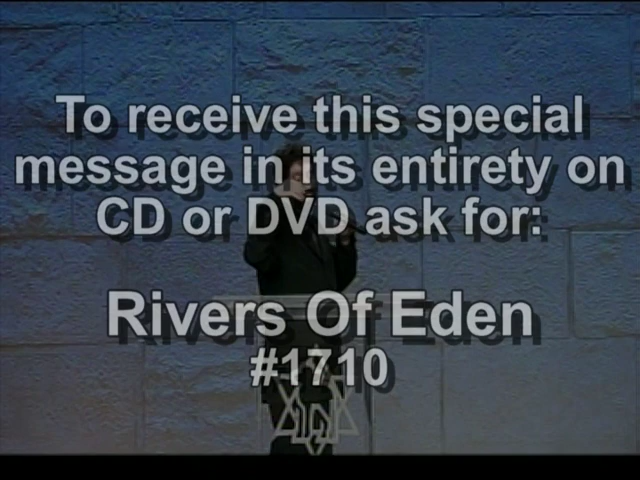 To receive this special
message in its entirety on
CD or DVD ask for:
Rivers Of Eden
#1710